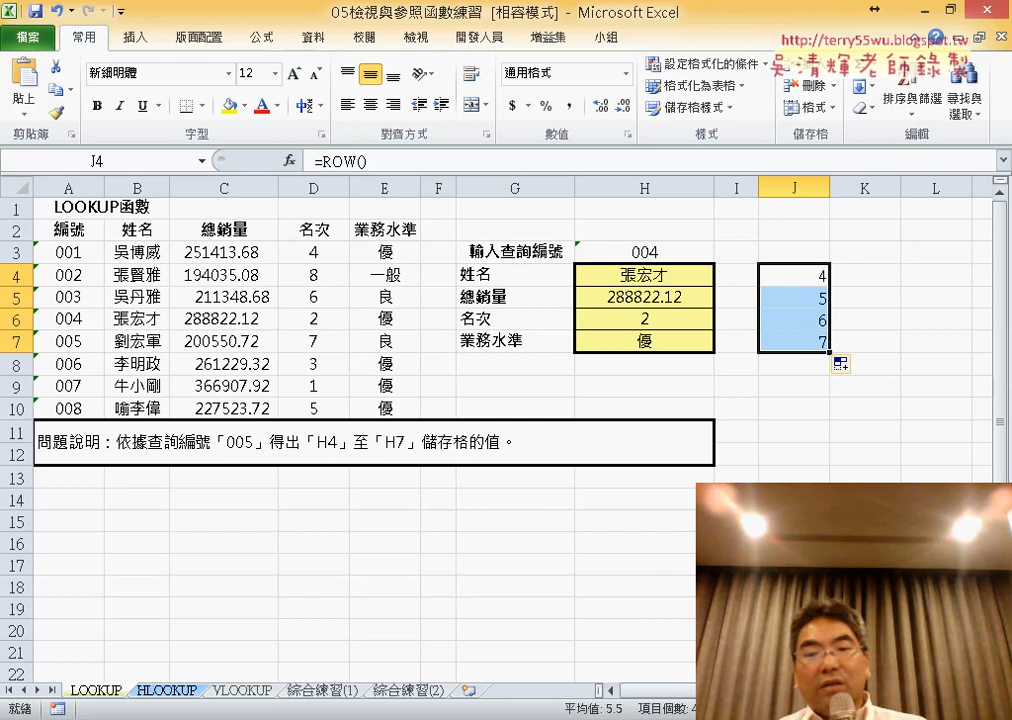 05檢視與參照函數練習 [相容模式] - Microsoft Excel
檔案 常用 插入 版面配置 公式 資料 校閱 檢視 開發人員 增益集 小組
http://terry55wu.blogspot.tw
吳清輝老師錄製
貼上 新細明體 12 通用格式 設定格式化的條件 格式化為表格 儲存格樣式 刪除 格式 排序與篩選 尋找與選取
剪貼簿 字型 對齊方式 數值 樣式 儲存格 編輯
J4 fx =ROW()
A B C D E F G H I J K L
1 LOOKUP函數
2 編號 姓名 總銷量 名次 業務水準
3 001 吳博威 251413.68 4 優 輸入查詢編號 004
4 002 張賢雅 194035.08 8 一般 姓名 張宏才 4
5 003 吳丹雅 211348.68 6 良 總銷量 288822.12 5
6 004 張宏才 288822.12 2 優 名次 2 6
7 005 劉宏軍 200550.72 7 良 業務水準 優 7
8 006 李明政 261229.32 3 優
9 007 牛小剛 366907.92 1 優
10 008 喻李偉 227523.72 5 優
11 問題說明：依據查詢編號「005」得出「H4」至「H7」儲存格的值。
12
13
14
15
16
17
18
19
20
21
22
LOOKUP HLOOKUP VLOOKUP 綜合練習(1) 綜合練習(2)
就緒 平均值: 5.5 項目個數: